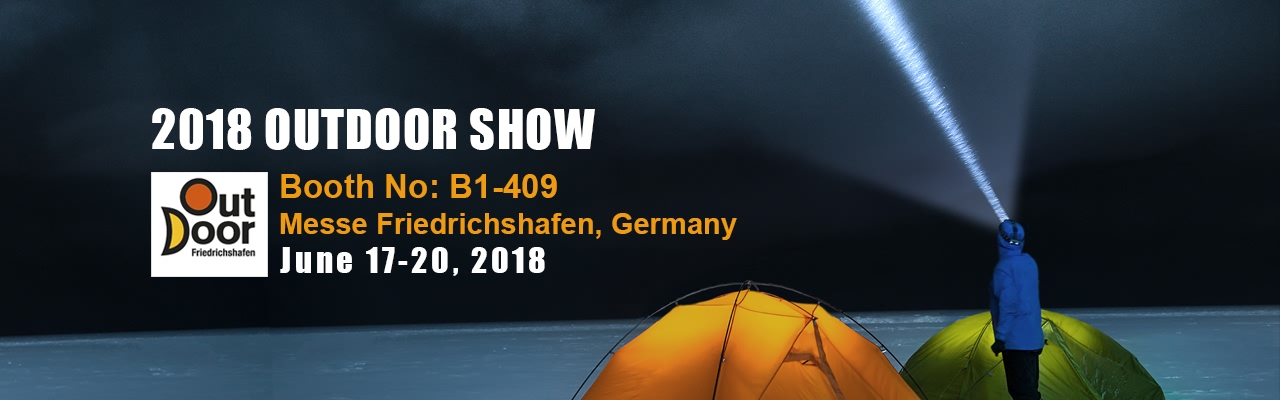 2018 OUTDOOR SHOW
Out
Door
Friedrichshafen
Booth No: B1-409
Messe Friedrichshafen, Germany
June 17-20, 2018